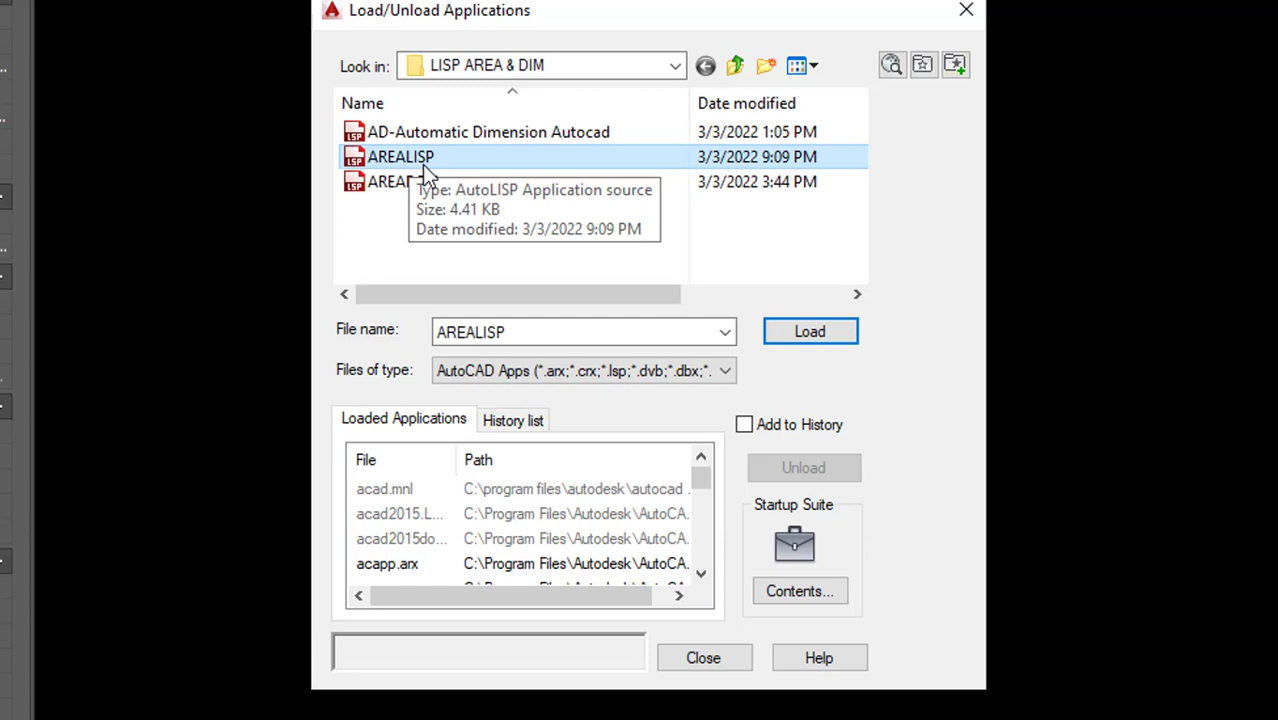 Load/Unload Applications
Look in:
LISP AREA & DIM
Name
Date modified
LSP
AD-Automatic Dimension Autocad
3/3/2022 1:05 PM
LSP
AREALISP
3/3/2022 9:09 PM
LSP
3/3/2022 3:44 PM
Type: AutoLISP Application source
Size: 4.41 KB
Date modified: 3/3/2022 9:09 PM
File name:
AREALISP
Load
Files of type:
AutoCAD Apps (*.arx;*.crx;*.lsp;*.dvb;*.dbx;*.
Loaded Applications
History list
Add to History
File
Path
Unload
acad.mnl
C:\program files\autodesk\autocad .
acad2015.L...
C:\Program Files\Autodesk\AutoCA.
Startup Suite
acad2015do...
C:\Program Files\Autodesk\AutoCA.
acapp.arx
C:\Program Files\Autodesk\AutoCA.
Contents...
Close
Help